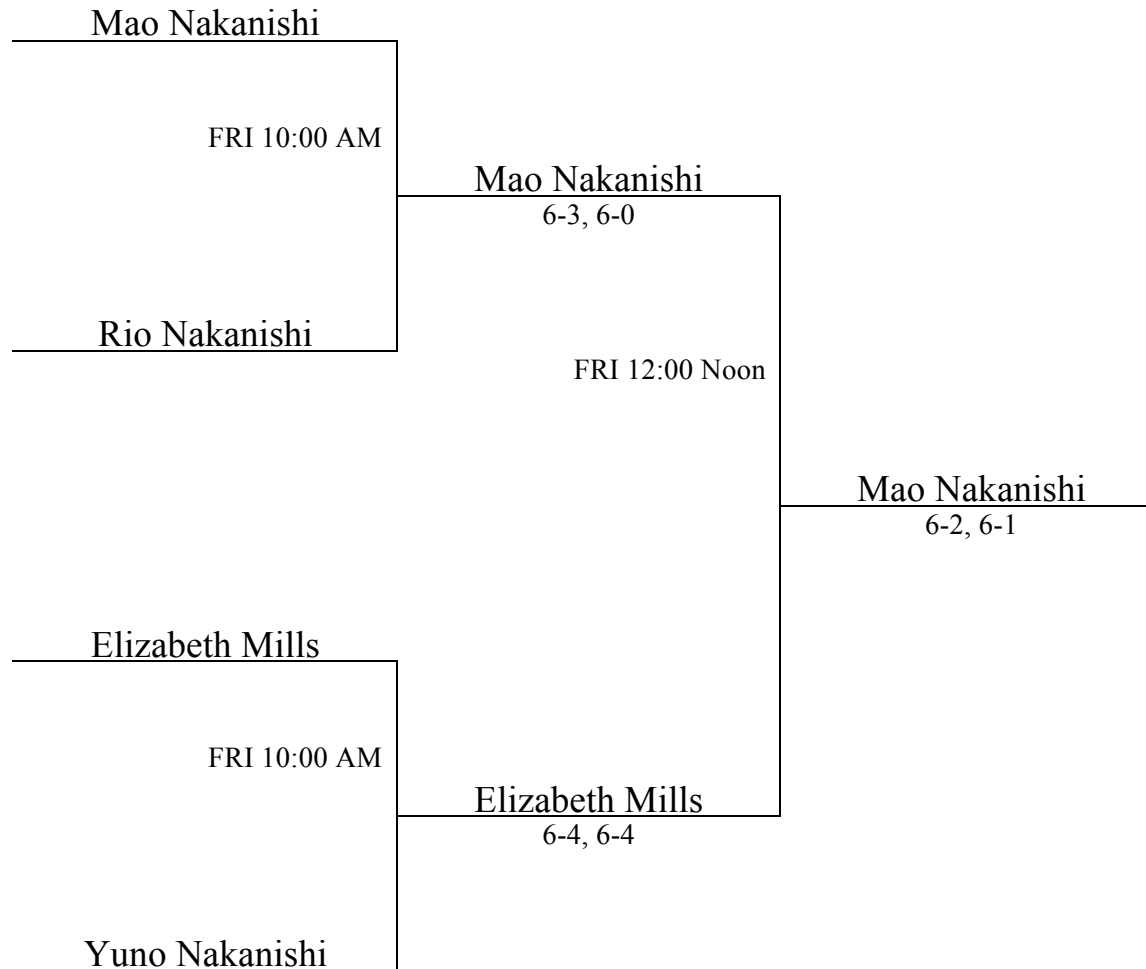 Mao Nakanishi
FRI 10:00 AM
Mao Nakanishi
6-3, 6-0
Rio Nakanishi
FRI 12:00 Noon
Mao Nakanishi
6-2, 6-1
Elizabeth Mills
FRI 10:00 AM
Elizabeth Mills
6-4, 6-4
Yuno Nakanishi